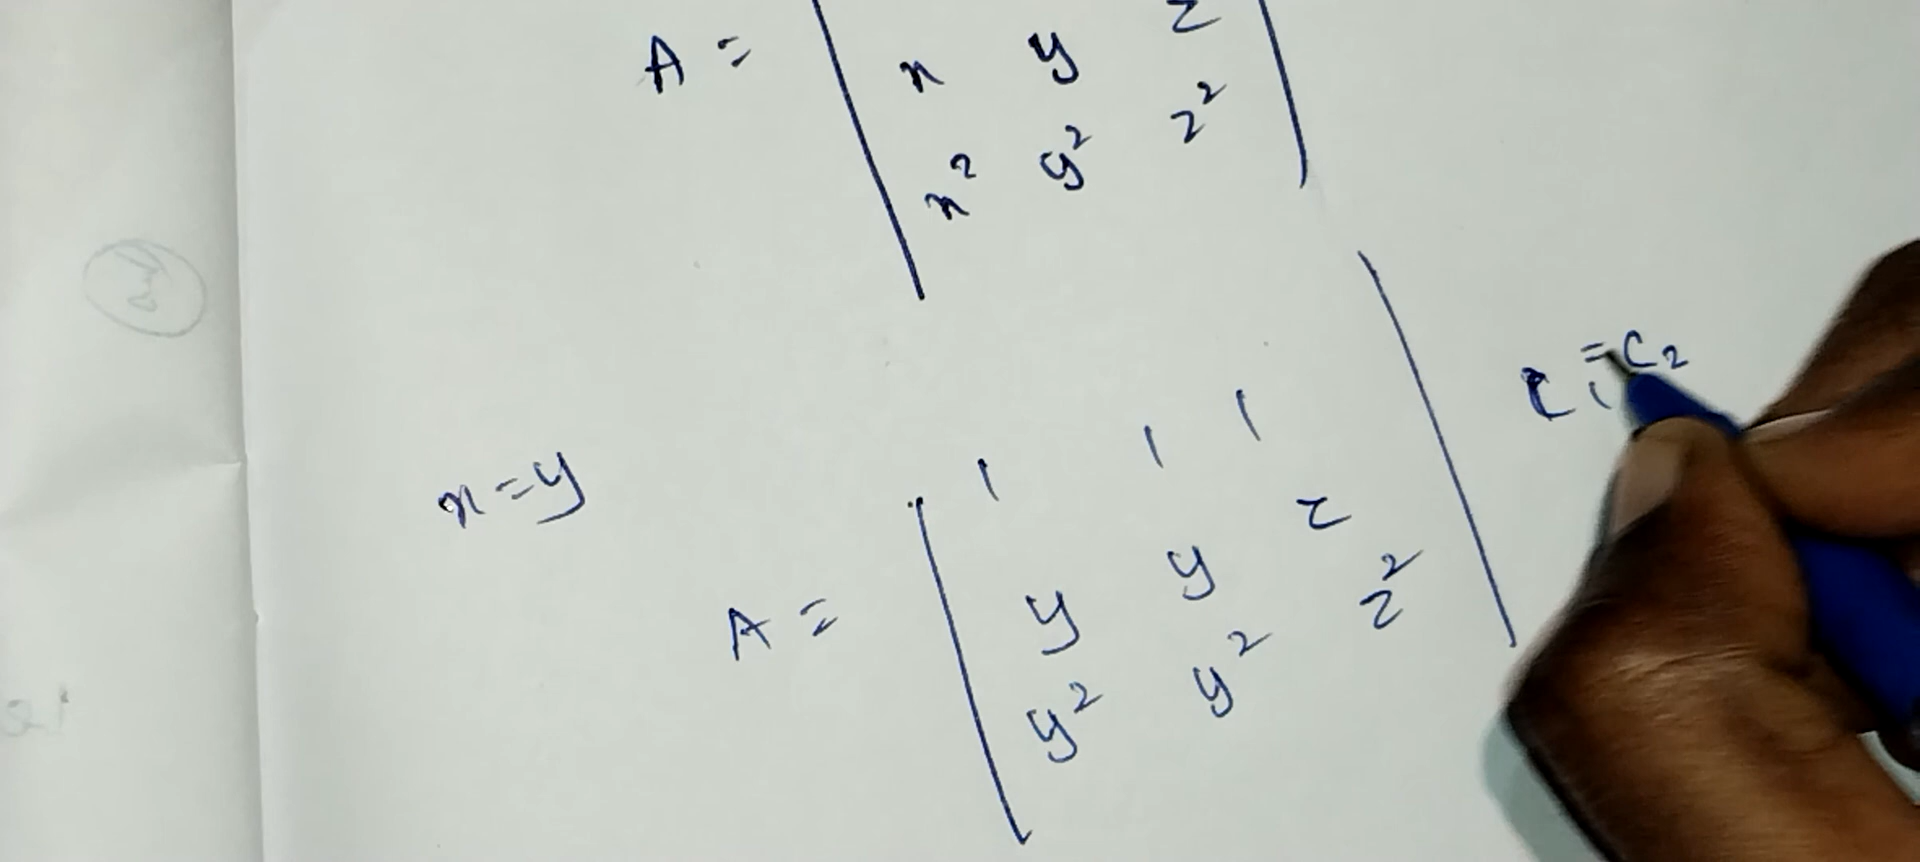 A = | x y z |
| x² y² z² |
x = y
A = | 1 1 1 |
| y y z |
| y² y² z² |
C₁ = C₂